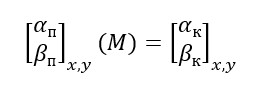 [α_п β_п]_{x,y} (M) = [α_к β_к]_{x,y}